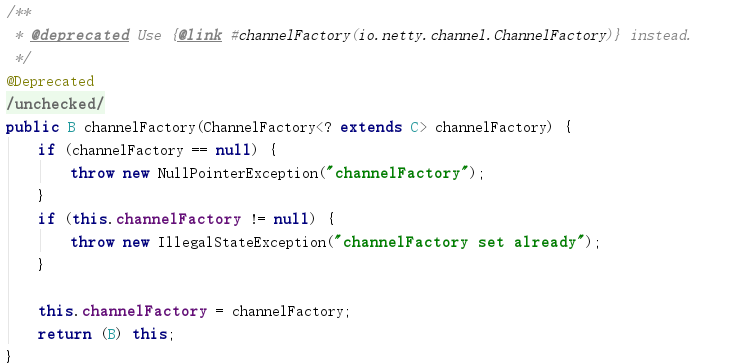 /**
 * @deprecated Use {@link #channelFactory(io.netty.channel.ChannelFactory)} instead.
 */
@Deprecated
/unchecked/
public B channelFactory(ChannelFactory<? extends C> channelFactory) {
    if (channelFactory == null) {
        throw new NullPointerException("channelFactory");
    }
    if (this.channelFactory != null) {
        throw new IllegalStateException("channelFactory set already");
    }

    this.channelFactory = channelFactory;
    return (B) this;
}